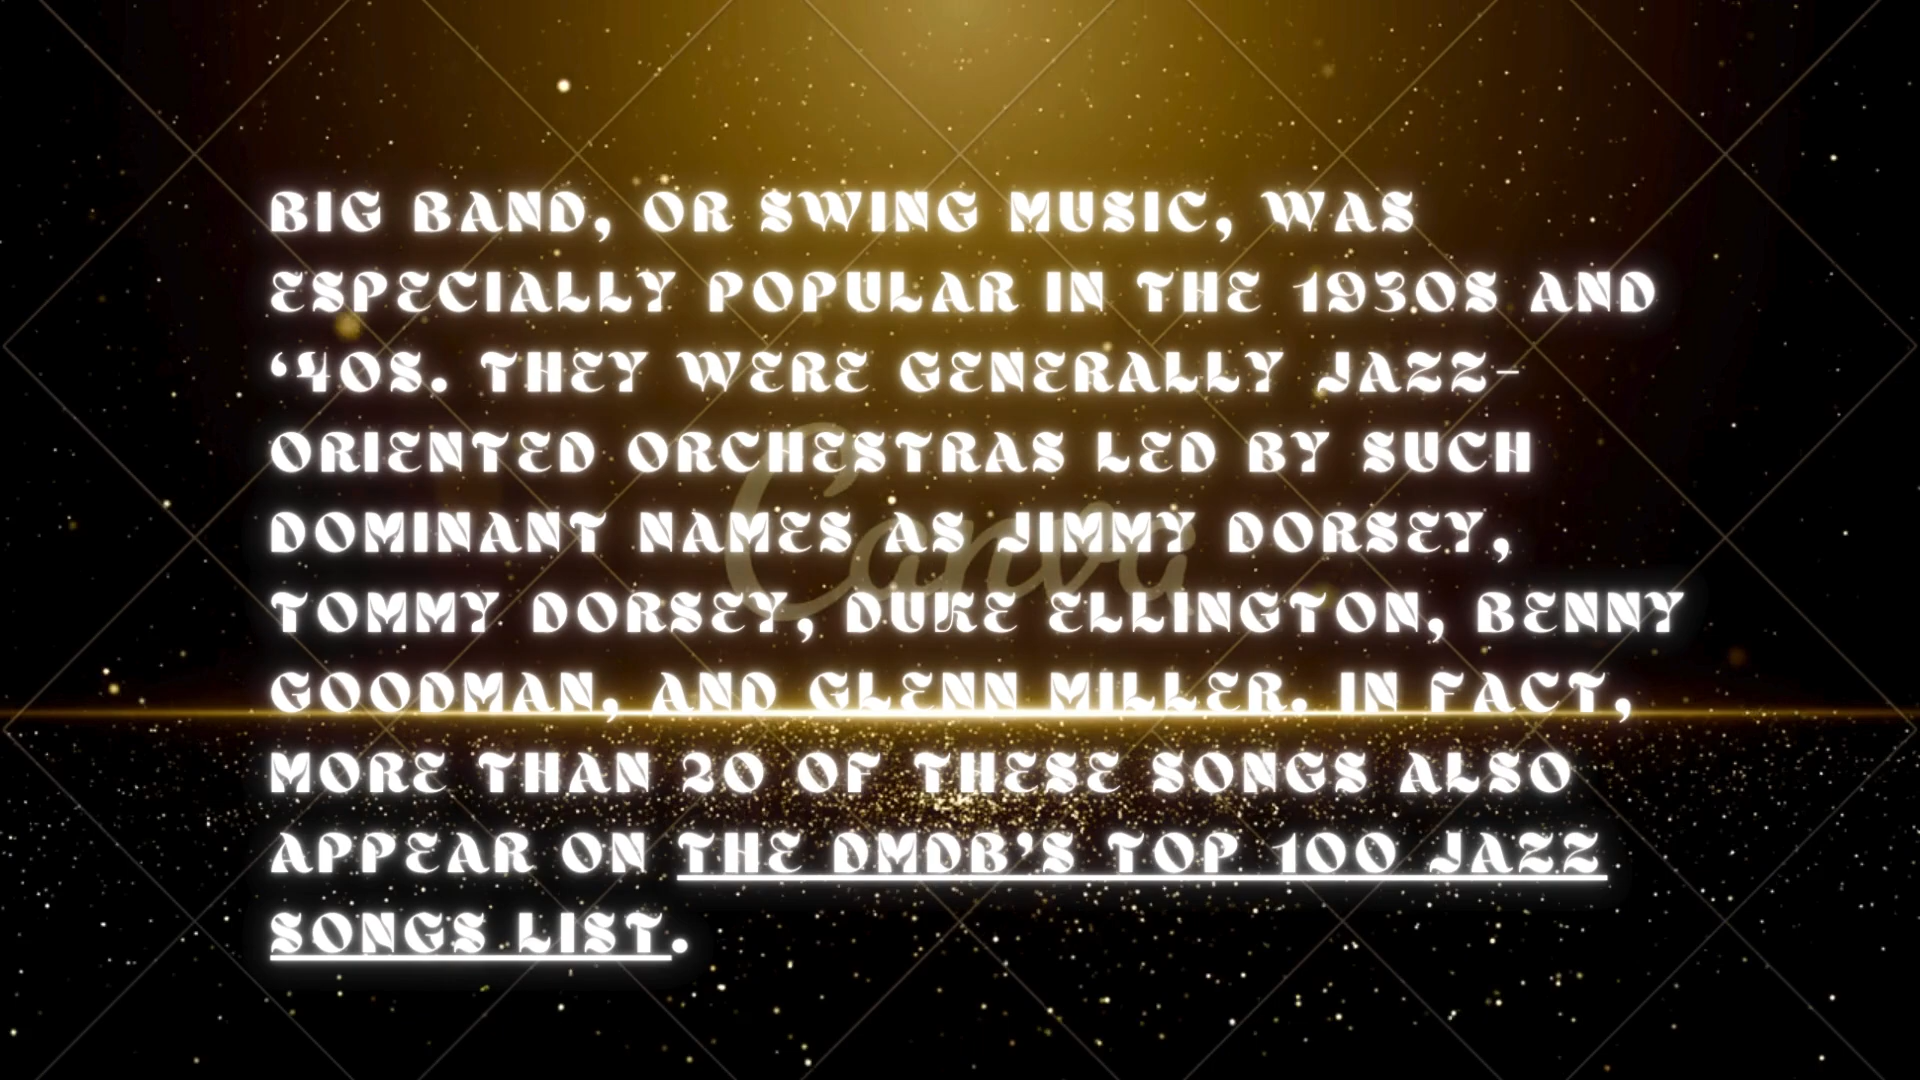 BIG BAND, OR SWING MUSIC, WAS
ESPECIALLY POPULAR IN THE 1930S AND
‘40S. THEY WERE GENERALLY JAZZ-
ORIENTED ORCHESTRAS LED BY SUCH
DOMINANT NAMES AS JIMMY DORSEY,
TOMMY DORSEY, DUKE ELLINGTON, BENNY
GOODMAN, AND GLENN MILLER. IN FACT,
MORE THAN 20 OF THESE SONGS ALSO
APPEAR ON THE DMDB’S TOP 100 JAZZ
SONGS LIST.
Canva